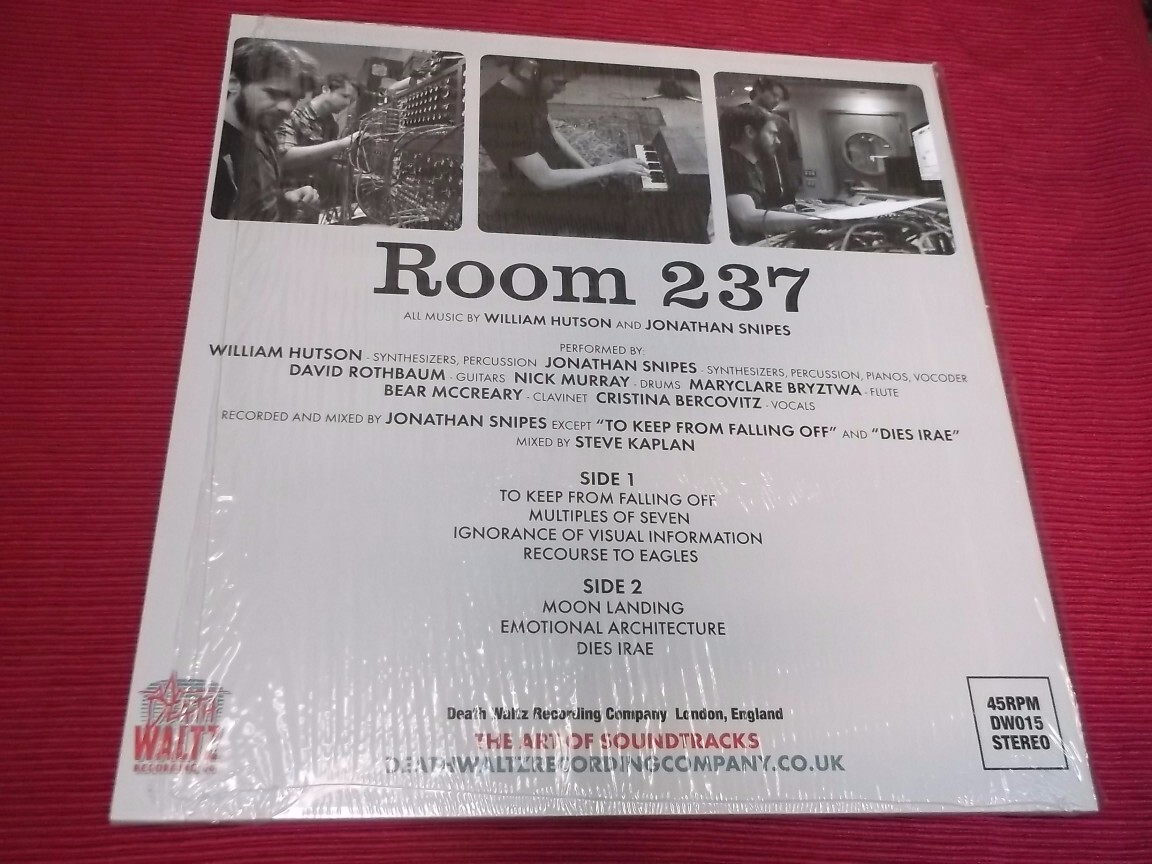 Room 237
ALL MUSIC BY WILLIAM HUTSON AND JONATHAN SNIPES
PERFORMED BY
WILLIAM HUTSON - SYNTHESIZERS, PERCUSSION JONATHAN SNIPES - SYNTHESIZERS, PERCUSSION, PIANOS, VOCODER
DAVID ROTHBAUM - GUITARS NICK MURRAY - DRUMS MARYCLARE BRYZTWA - FLUTE
BEAR MCCREARY - CLAVINET CRISTINA BERCOVITZ - VOCALS
RECORDED AND MIXED BY JONATHAN SNIPES EXCEPT "TO KEEP FROM FALLING OFF" AND "DIES IRAE"
MIXED BY STEVE KAPLAN
SIDE 1
TO KEEP FROM FALLING OFF
MULTIPLES OF SEVEN
IGNORANCE OF VISUAL INFORMATION
RECOURSE TO EAGLES
SIDE 2
MOON LANDING
EMOTIONAL ARCHITECTURE
DIES IRAE
DEATH
WALTZ
RECORDING CO.
Death Waltz Recording Company London, England
THE ART OF SOUNDTRACKS
DEATHWALTZRECORDINGCOMPANY.CO.UK
45RPM
DW015
STEREO